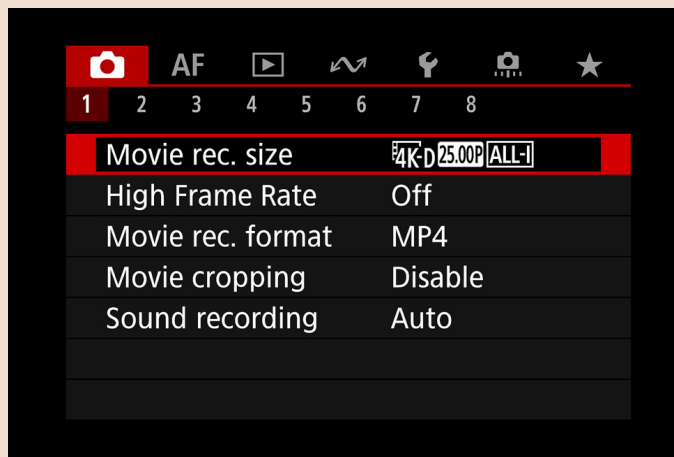 AF
1 2 3 4 5 6 7 8
Movie rec. size 4K-D 25.00P ALL-I
High Frame Rate Off
Movie rec. format MP4
Movie cropping Disable
Sound recording Auto